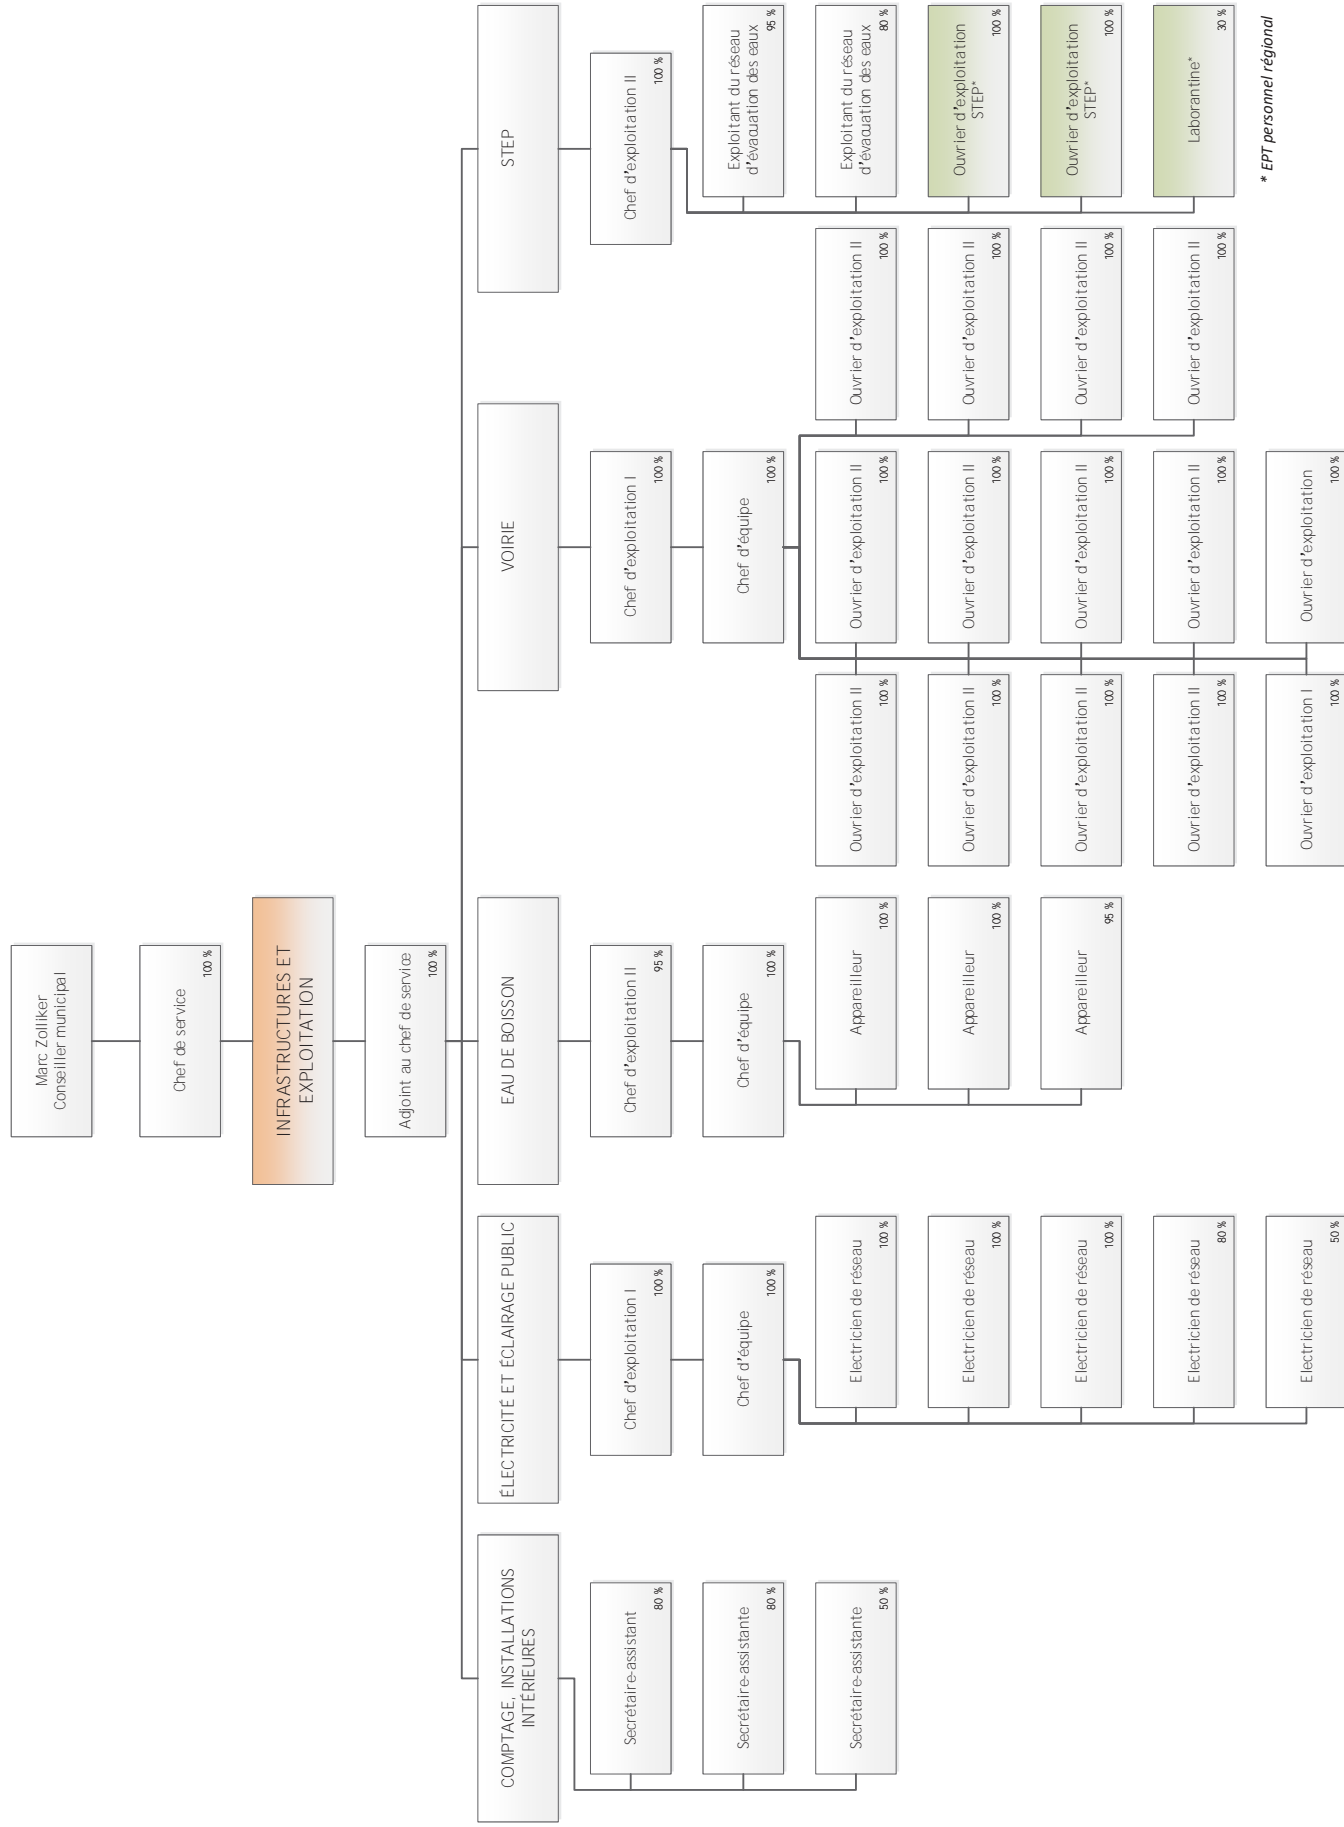 Marc Zolliker
Conseiller municipal
Chef de service
100 %
INFRASTRUCTURES ET
EXPLOITATION
Adjoint au chef de service
100 %
COMPTAGE, INSTALLATIONS
INTÉRIEURES
Secrétaire-assistant
80 %
Secrétaire-assistante
80 %
Secrétaire-assistante
50 %
ÉLECTRICITÉ ET ÉCLAIRAGE PUBLIC
Chef d'exploitation I
100 %
Chef d'équipe
100 %
Electricien de réseau
100 %
Electricien de réseau
100 %
Electricien de réseau
100 %
Electricien de réseau
80 %
Electricien de réseau
50 %
EAU DE BOISSON
Chef d'exploitation II
95 %
Chef d'équipe
100 %
Appareilleur
100 %
Appareilleur
100 %
Appareilleur
95 %
VOIRIE
Chef d'exploitation I
100 %
Chef d'équipe
100 %
Ouvrier d'exploitation II
100 %
Ouvrier d'exploitation II
100 %
Ouvrier d'exploitation II
100 %
Ouvrier d'exploitation II
100 %
Ouvrier d'exploitation I
100 %
Ouvrier d'exploitation II
100 %
Ouvrier d'exploitation II
100 %
Ouvrier d'exploitation II
100 %
Ouvrier d'exploitation II
100 %
Ouvrier d'exploitation
100 %
Ouvrier d'exploitation II
100 %
Ouvrier d'exploitation II
100 %
Ouvrier d'exploitation II
100 %
Ouvrier d'exploitation II
100 %
STEP
Chef d'exploitation II
100 %
Exploitant du réseau
d'évacuation des eaux
95 %
Exploitant du réseau
d'évacuation des eaux
80 %
Ouvrier d'exploitation
STEP*
100 %
Ouvrier d'exploitation
STEP*
100 %
Laborantine*
30 %
* EPT personnel régional